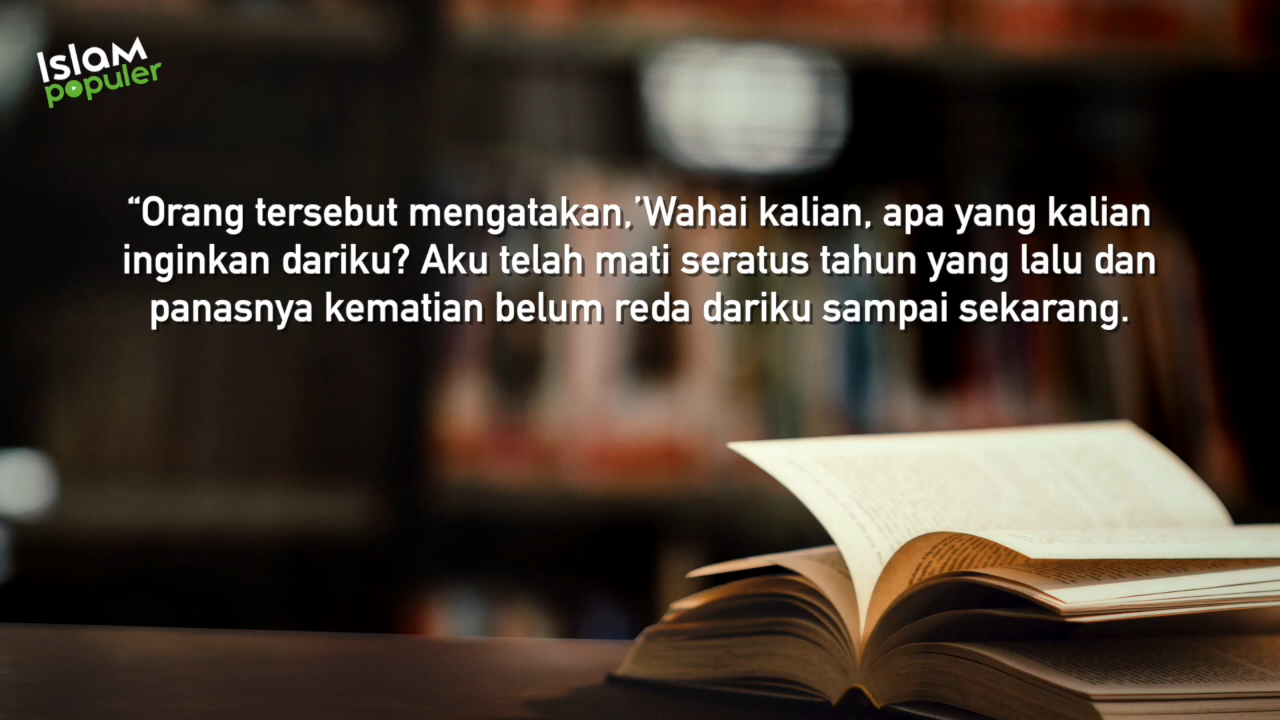 Islam
populer
“Orang tersebut mengatakan,’Wahai kalian, apa yang kalian
inginkan dariku? Aku telah mati seratus tahun yang lalu dan
panasnya kematian belum reda dariku sampai sekarang.